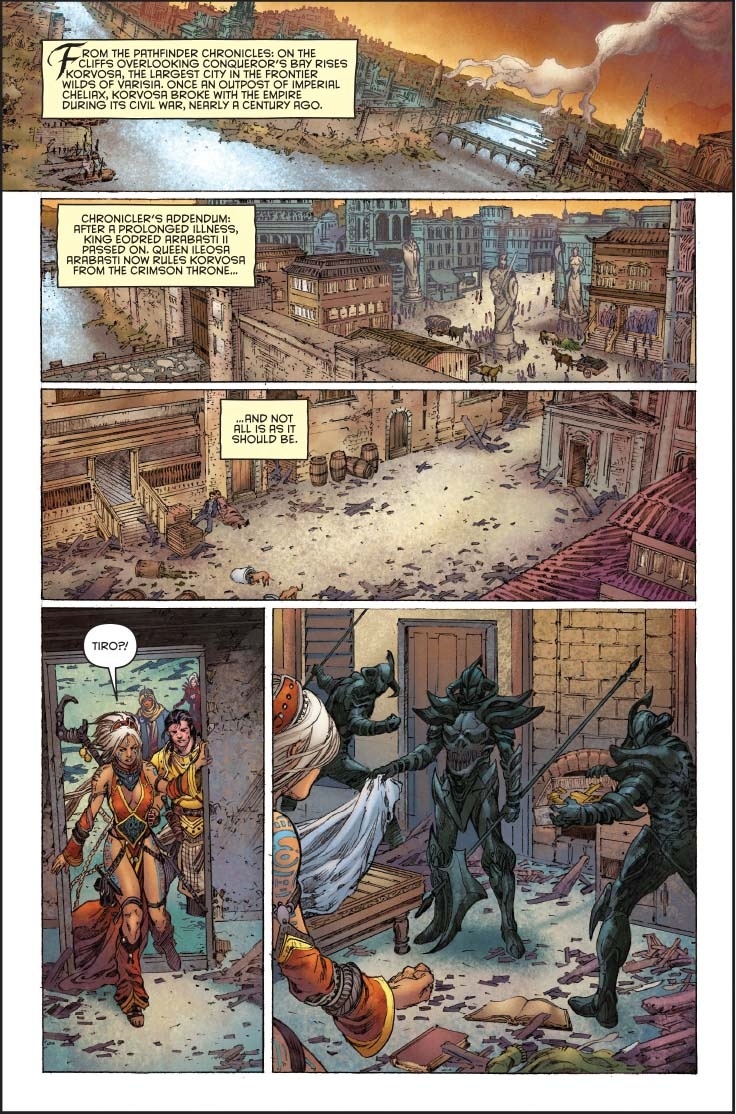 FROM THE PATHFINDER CHRONICLES: ON THE
CLIFFS OVERLOOKING CONQUEROR'S BAY RISES
KORVOSA, THE LARGEST CITY IN THE FRONTIER
WILDS OF VARISIA. ONCE AN OUTPOST OF IMPERIAL
CHELIAX, KORVOSA BROKE WITH THE EMPIRE
DURING ITS CIVIL WAR, NEARLY A CENTURY AGO.
CHRONICLER'S ADDENDUM:
AFTER A PROLONGED ILLNESS,
KING EODRED ARABASTI II
PASSED ON. QUEEN ILEOSA
ARABASTI NOW RULES KORVOSA
FROM THE CRIMSON THRONE...
...AND NOT
ALL IS AS IT
SHOULD BE.
TIRO?!